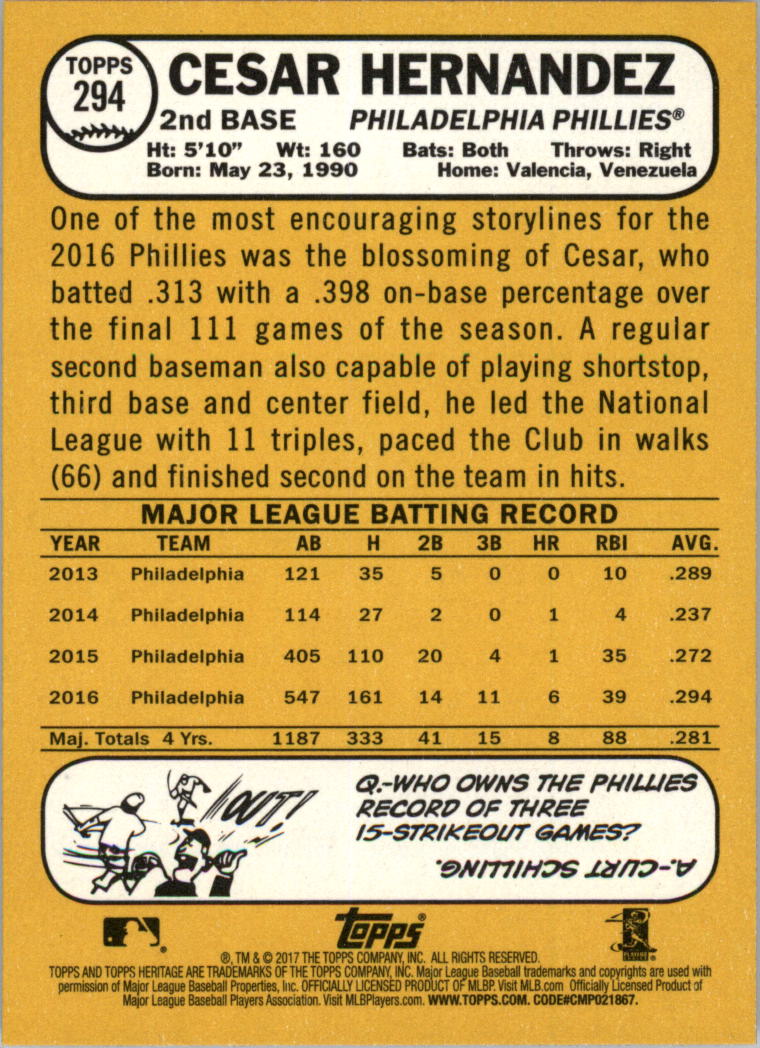 TOPPS
294
CESAR HERNANDEZ
2nd BASE PHILADELPHIA PHILLIES®
Ht: 5'10" Wt: 160 Bats: Both Throws: Right
Born: May 23, 1990 Home: Valencia, Venezuela
One of the most encouraging storylines for the
2016 Phillies was the blossoming of Cesar, who
batted .313 with a .398 on-base percentage over
the final 111 games of the season. A regular
second baseman also capable of playing shortstop,
third base and center field, he led the National
League with 11 triples, paced the Club in walks
(66) and finished second on the team in hits.
MAJOR LEAGUE BATTING RECORD
YEAR TEAM AB H 2B 3B HR RBI AVG.
2013 Philadelphia 121 35 5 0 0 10 .289
2014 Philadelphia 114 27 2 0 1 4 .237
2015 Philadelphia 405 110 20 4 1 35 .272
2016 Philadelphia 547 161 14 11 6 39 .294
Maj. Totals 4 Yrs. 1187 333 41 15 8 88 .281
OUT!
Q.-WHO OWNS THE PHILLIES
RECORD OF THREE
15-STRIKEOUT GAMES?
A.-CURT SCHILLING.
topps®
®, TM & © 2017 THE TOPPS COMPANY, INC. ALL RIGHTS RESERVED.
TOPPS AND TOPPS HERITAGE ARE TRADEMARKS OF THE TOPPS COMPANY, INC. Major League Baseball trademarks and copyrights are used with
permission of Major League Baseball Properties, Inc. OFFICIALLY LICENSED PRODUCT OF MLBP. Visit MLB.com Officially Licensed Product of
Major League Baseball Players Association. Visit MLBPlayers.com. WWW.TOPPS.COM. CODE#CMP021867.